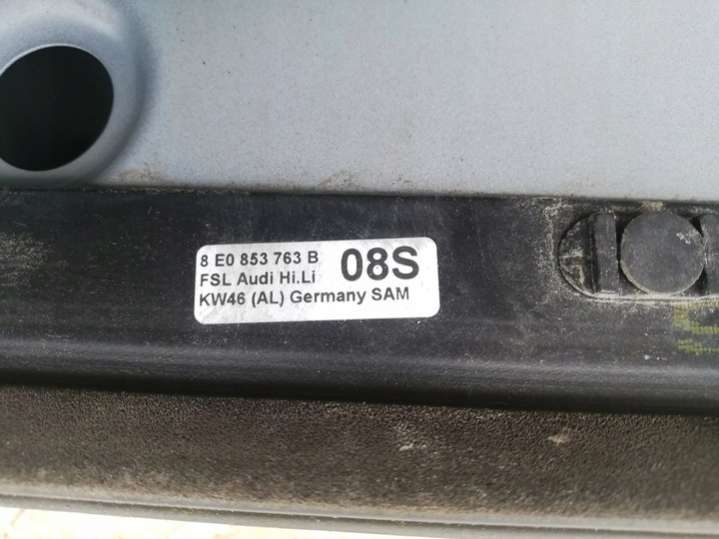 8 E0 853 763 B
FSL Audi Hi.Li 08S
KW46 (AL) Germany SAM